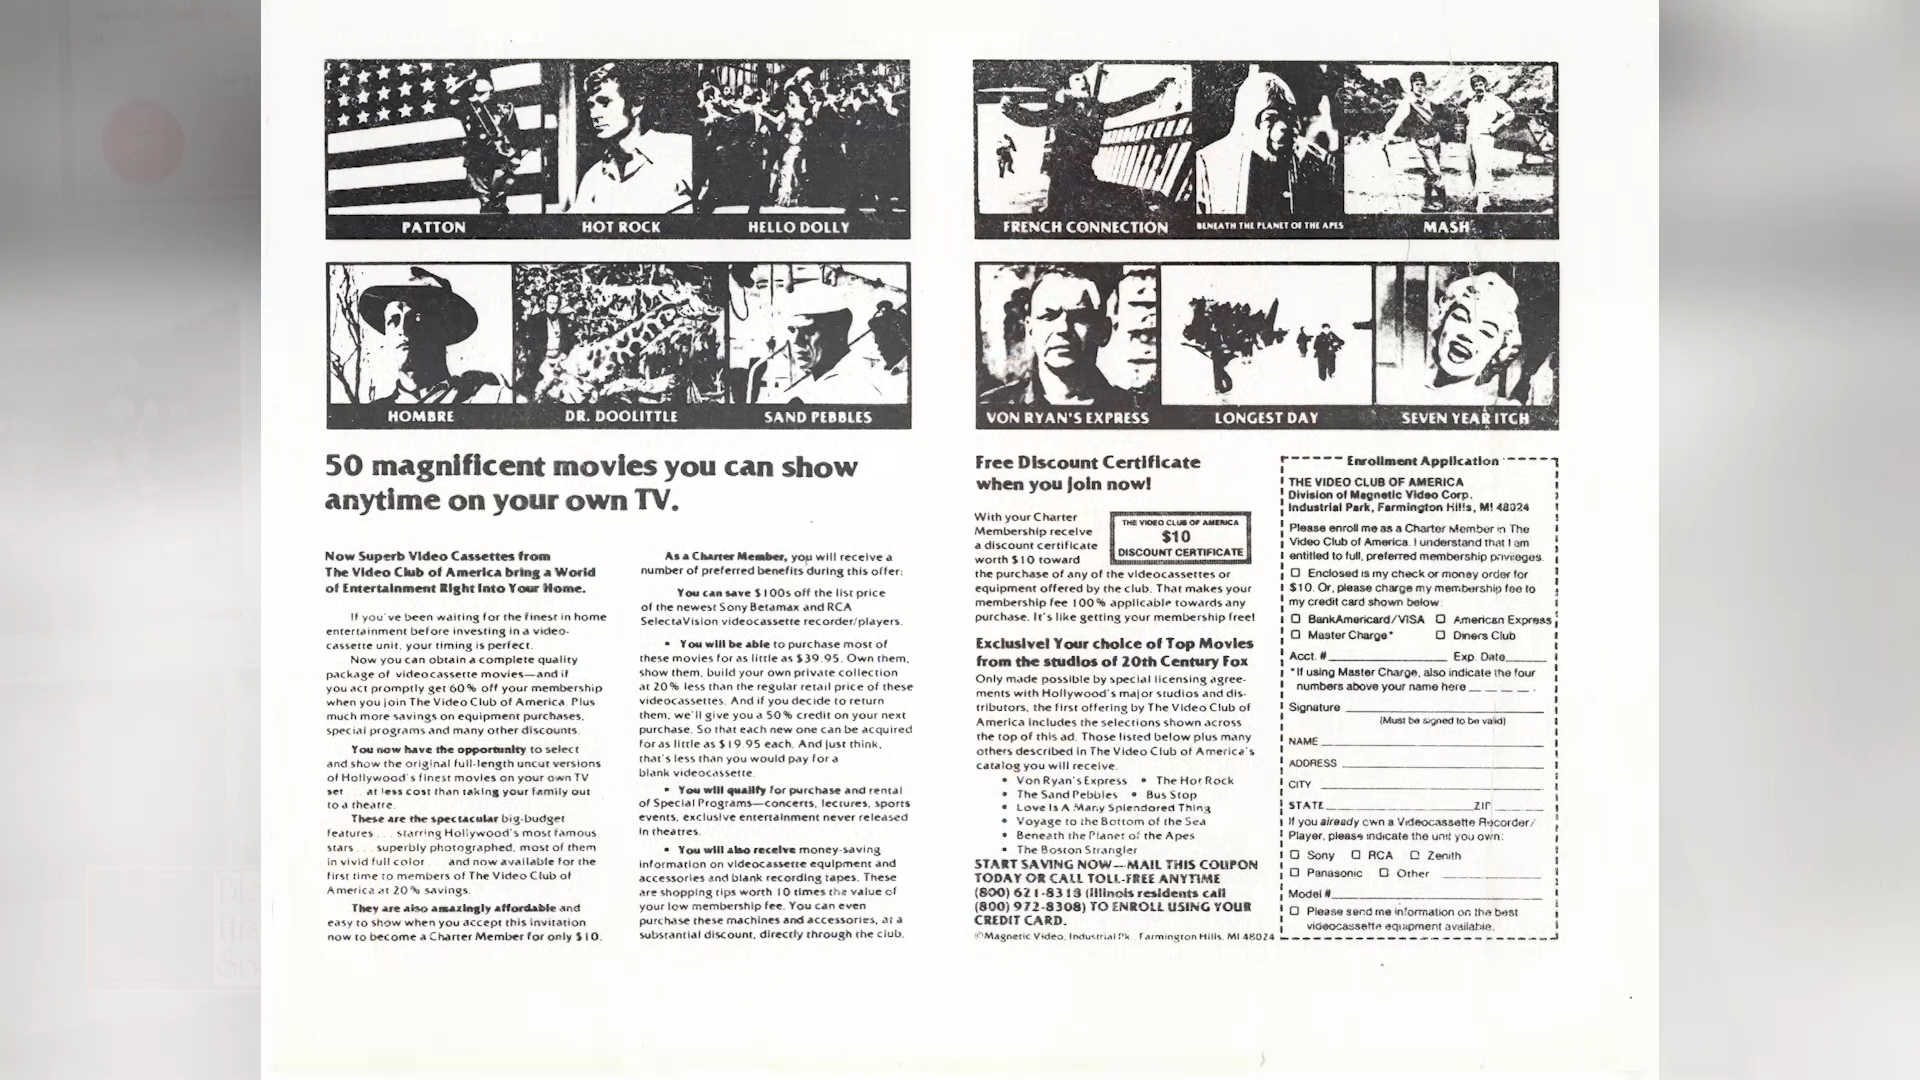 PATTON
HOT ROCK
HELLO DOLLY
HOMBRE
DR. DOOLITTLE
SAND PEBBLES
50 magnificent movies you can show
anytime on your own TV.
Now Superb Video Cassettes from
The Video Club of America bring a World
of Entertainment Right Into Your Home.
If you've been waiting for the finest in home
entertainment before investing in a video-
cassette unit, your timing is perfect.
Now you can obtain a complete quality
package of videocassette movies—and if
you act promptly get 60% off your membership
when you join The Video Club of America. Plus
much more savings on equipment purchases,
special programs and many other discounts.
You now have the opportunity to select
and show the original full-length uncut versions
of Hollywood's finest movies on your own TV
set . . . at less cost than taking your family out
to a theatre.
These are the spectacular big-budget
features . . . starring Hollywood's most famous
stars . . . superbly photographed, most of them
in vivid full color . . . and now available for the
first time to members of The Video Club of
America at 20% savings.
They are also amazingly affordable and
easy to show when you accept this invitation
now to become a Charter Member for only $10.
As a Charter Member, you will receive a
number of preferred benefits during this offer:
You can save $100s off the list price
of the newest Sony Betamax and RCA
SelectaVision videocassette recorder/players.
• You will be able to purchase most of
these movies for as little as $39.95. Own them,
show them, build your own private collection
at 20% less than the regular retail price of these
videocassettes. And if you decide to return
them, we'll give you a 50% credit on your next
purchase. So that each new one can be acquired
for as little as $19.95 each. And just think,
that's less than you would pay for a
blank videocassette.
• You will qualify for purchase and rental
of Special Programs—concerts, lectures, sports
events, exclusive entertainment never released
in theatres.
• You will also receive money-saving
information on videocassette equipment and
accessories and blank recording tapes. These
are shopping tips worth 10 times the value of
your low membership fee. You can even
purchase these machines and accessories, at a
substantial discount, directly through the club.
FRENCH CONNECTION
BENEATH THE PLANET OF THE APES
MASH
VON RYAN'S EXPRESS
LONGEST DAY
SEVEN YEAR ITCH
Free Discount Certificate
when you join now!
With your Charter
Membership receive
a discount certificate
worth $10 toward
the purchase of any of the videocassettes or
equipment offered by the club. That makes your
membership fee 100% applicable towards any
purchase. It's like getting your membership free!
THE VIDEO CLUB OF AMERICA
$10
DISCOUNT CERTIFICATE
Exclusive! Your choice of Top Movies
from the studios of 20th Century Fox
Only made possible by special licensing agree-
ments with Hollywood's major studios and dis-
tributors, the first offering by The Video Club of
America includes the selections shown across
the top of this ad. Those listed below plus many
others described in The Video Club of America's
catalog you will receive.
• Von Ryan's Express • The Hot Rock
• The Sand Pebbles • Bus Stop
• Love Is A Many Splendored Thing
• Voyage to the Bottom of the Sea
• Beneath the Planet of the Apes
• The Boston Strangler
START SAVING NOW—MAIL THIS COUPON
TODAY OR CALL TOLL-FREE ANYTIME
(800) 621-8318 (Illinois residents call
(800) 972-8308) TO ENROLL USING YOUR
CREDIT CARD.
©Magnetic Video, Industrial Pk., Farmington Hills, MI 48024
Enrollment Application
THE VIDEO CLUB OF AMERICA
Division of Magnetic Video Corp.
Industrial Park, Farmington Hills, MI 48024
Please enroll me as a Charter Member in The
Video Club of America. I understand that I am
entitled to full, preferred membership privileges.
☐ Enclosed is my check or money order for
$10. Or, please charge my membership fee to
my credit card shown below:
☐ BankAmericard/VISA ☐ American Express
☐ Master Charge* ☐ Diners Club
Acct. # Exp. Date
*If using Master Charge, also indicate the four
numbers above your name here
Signature
(Must be signed to be valid)
NAME
ADDRESS
CITY
STATE ZIP
If you already own a Videocassette Recorder/
Player, please indicate the unit you own:
☐ Sony ☐ RCA ☐ Zenith
☐ Panasonic ☐ Other
Model #
☐ Please send me information on the best
videocassette equipment available.